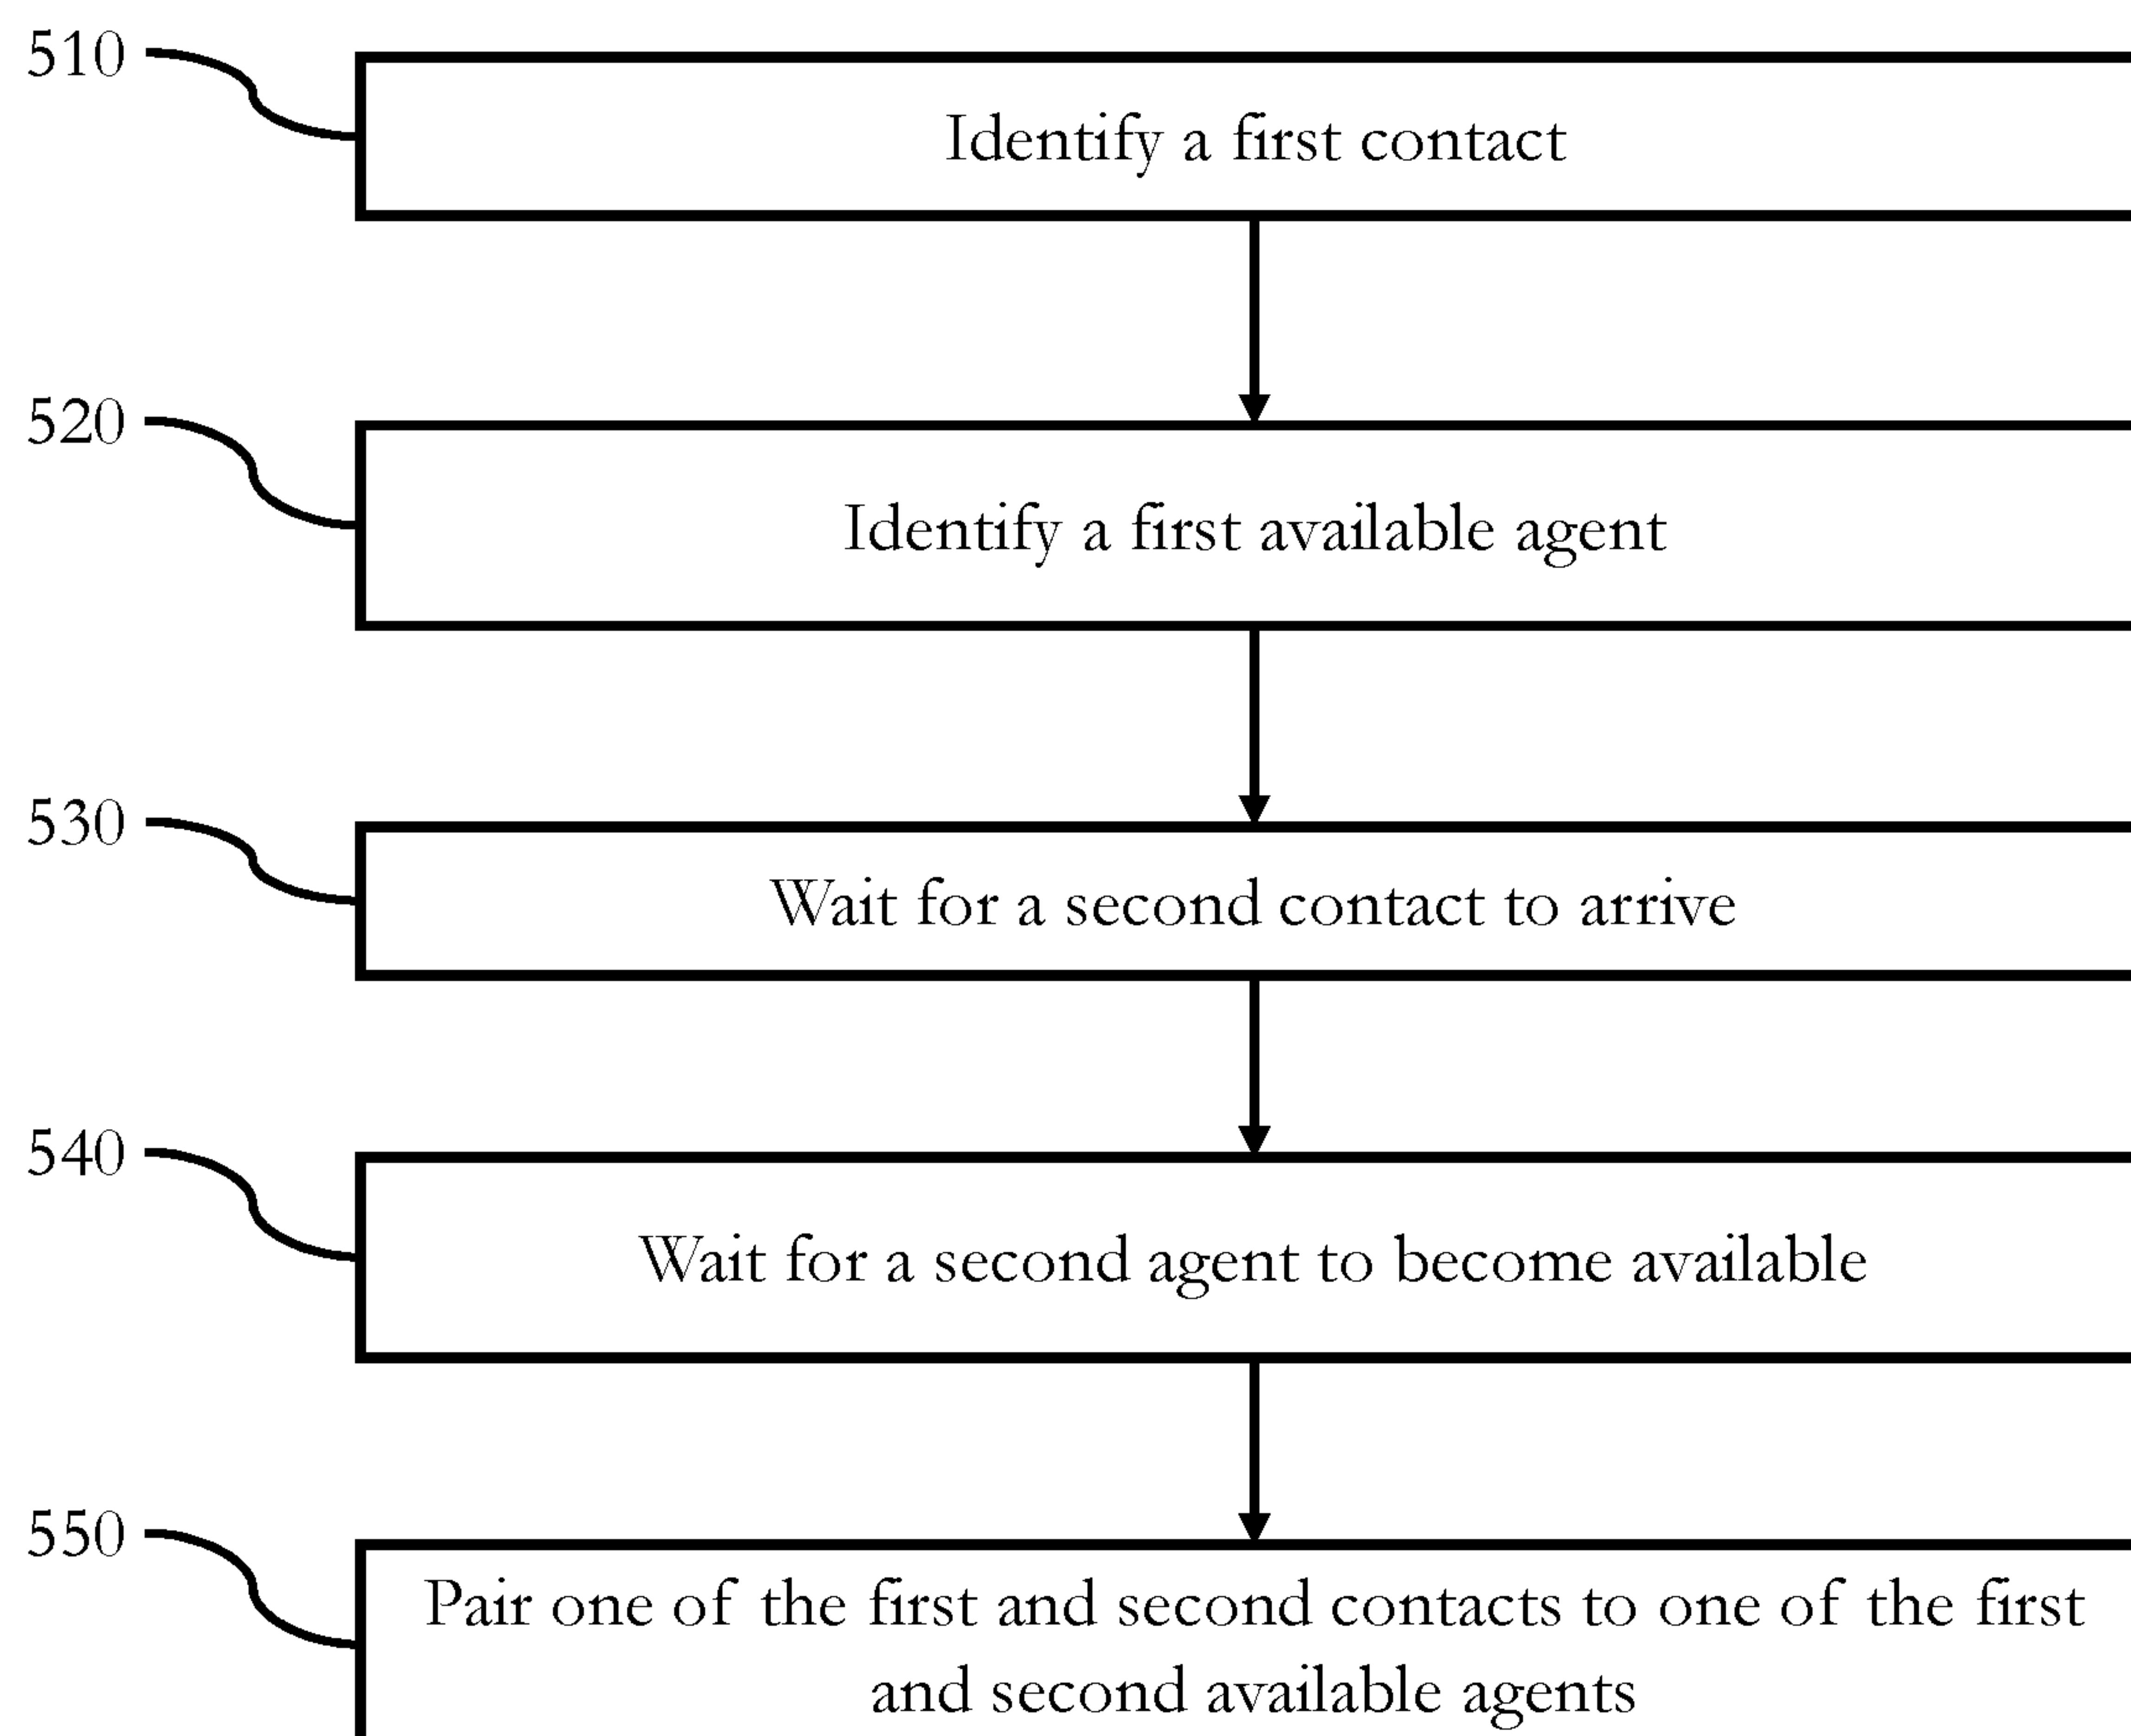 510
Identify a first contact
520
Identify a first available agent
530
Wait for a second contact to arrive
540
Wait for a second agent to become available
550
Pair one of the first and second contacts to one of the first
and second available agents